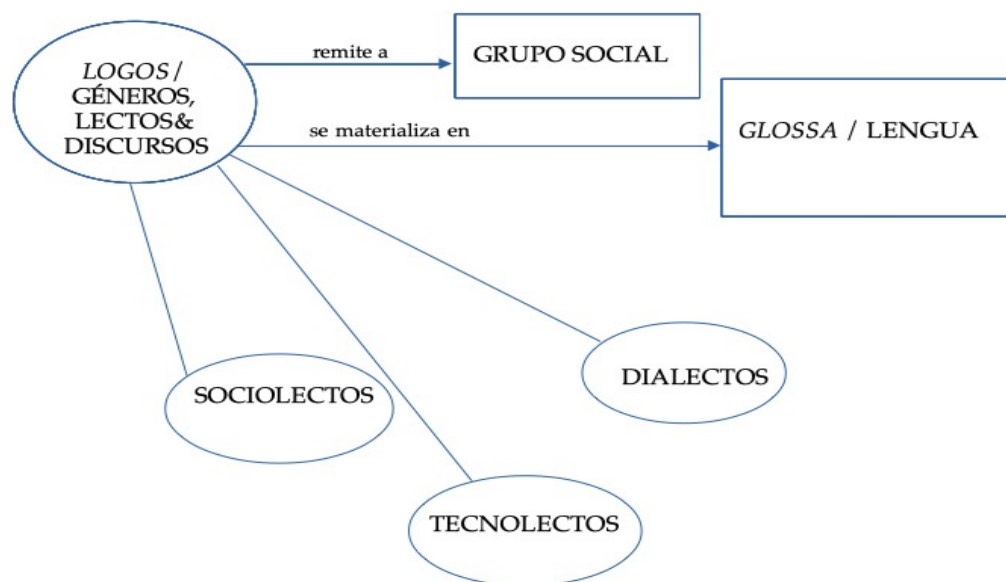 LOGOS /
GÉNEROS,
LECTOS&
DISCURSOS
remite a
GRUPO SOCIAL
se materializa en
GLOSSA / LENGUA
DIALECTOS
SOCIOLECTOS
TECNOLECTOS